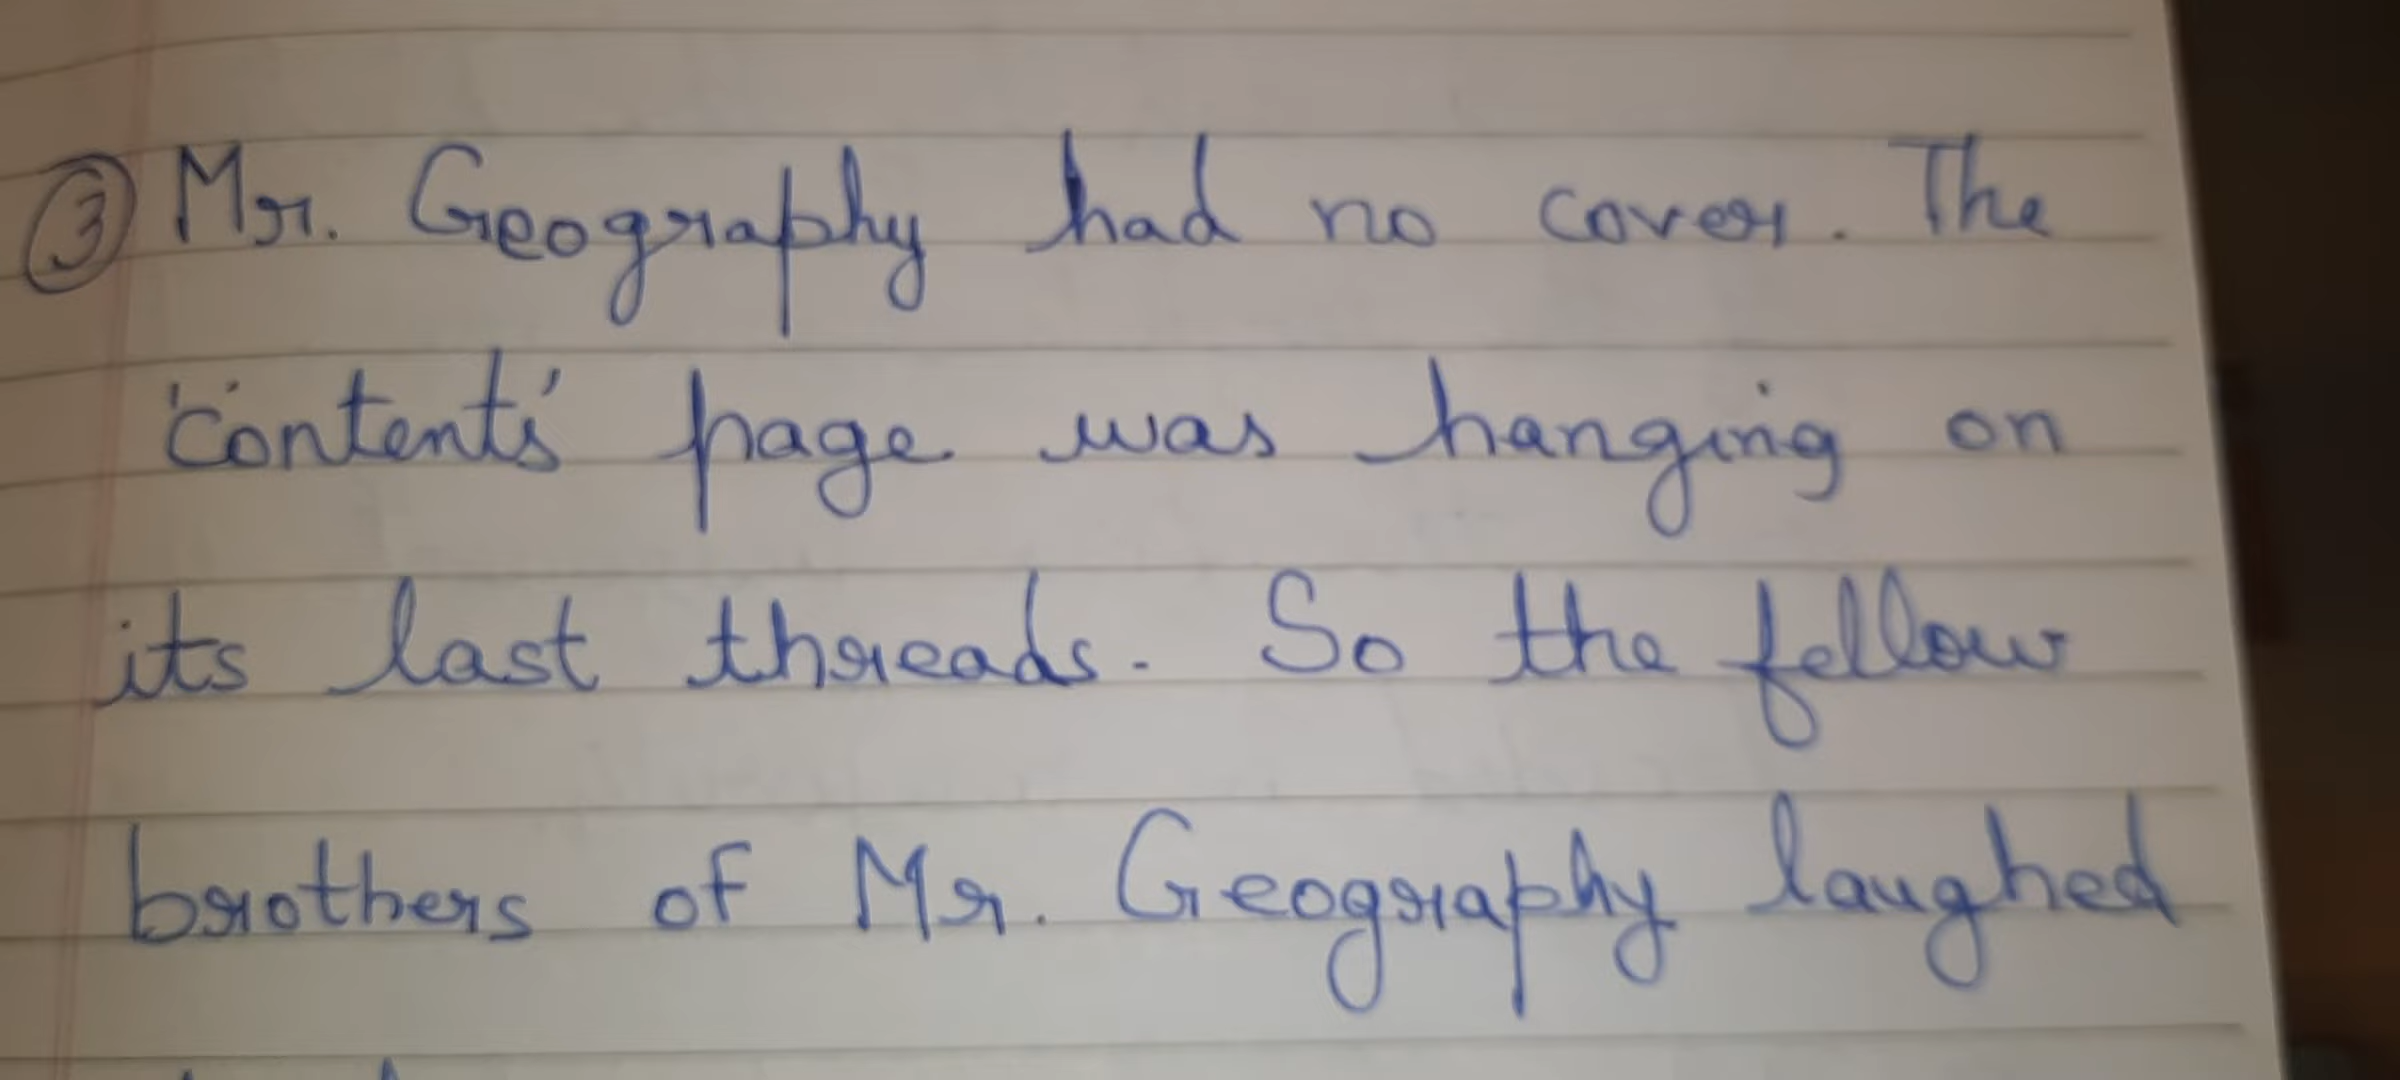 ③ Mr. Geography had no cover. The
'contents' page was hanging on
its last threads. So the fellow
brothers of Mr. Geography laughed